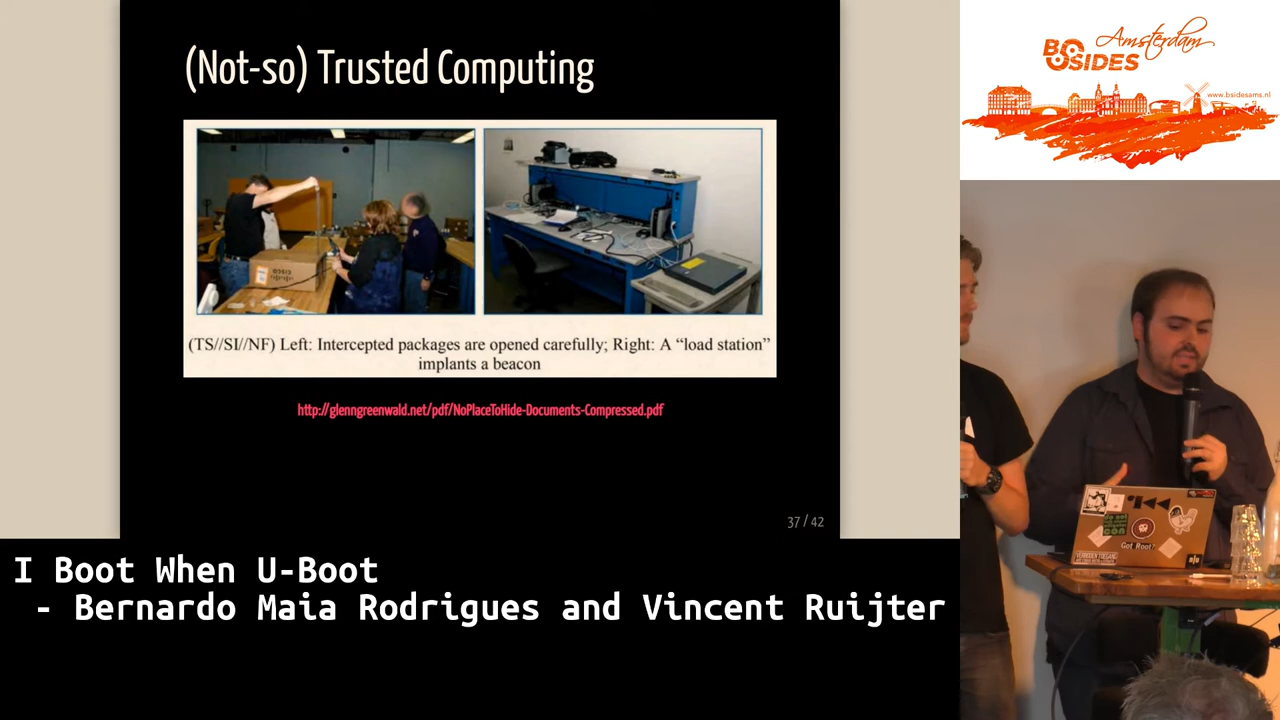 (Not-so) Trusted Computing
CISCO
(TS//SI//NF) Left: Intercepted packages are opened carefully; Right: A “load station”
implants a beacon
http://glenngreenwald.net/pdf/NoPlaceToHide-Documents-Compressed.pdf
37 / 42
I Boot When U-Boot
- Bernardo Maia Rodrigues and Vincent Ruijter
BSIDES
Amsterdam
www.bsidesams.nl
Got Root?